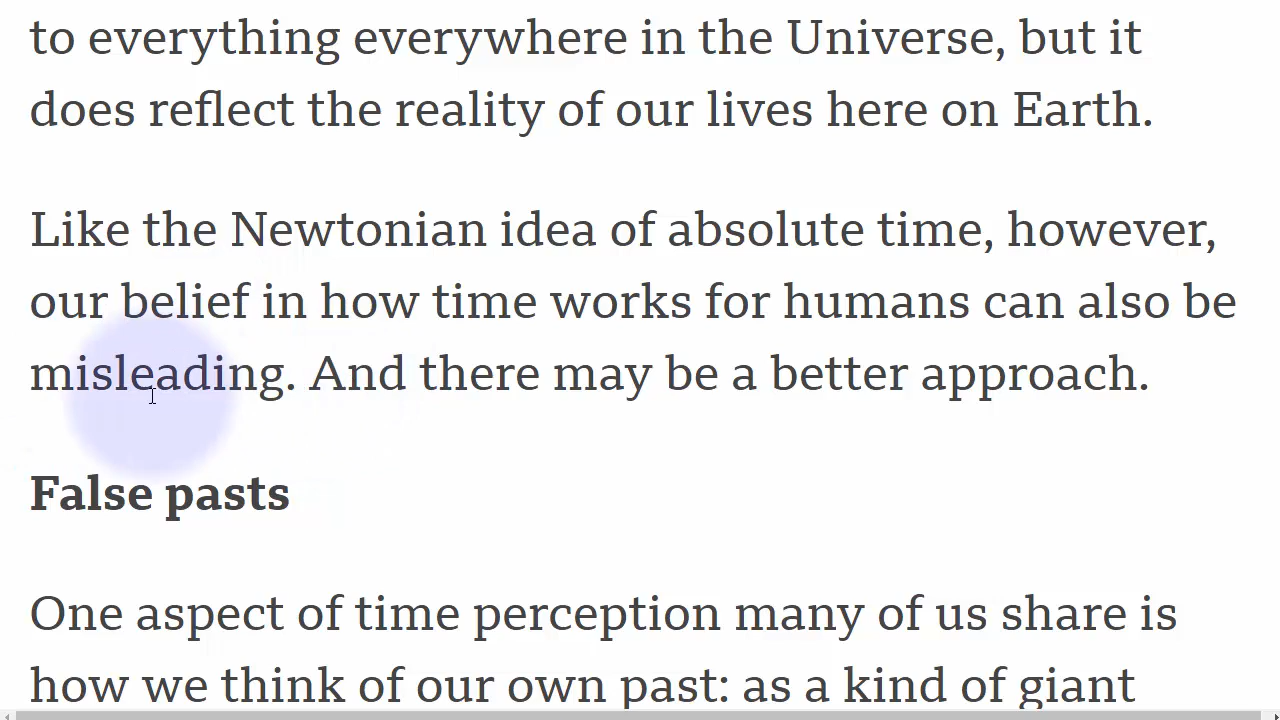 to everything everywhere in the Universe, but it
does reflect the reality of our lives here on Earth.
Like the Newtonian idea of absolute time, however,
our belief in how time works for humans can also be
misleading. And there may be a better approach.
False pasts
One aspect of time perception many of us share is
how we think of our own past: as a kind of giant